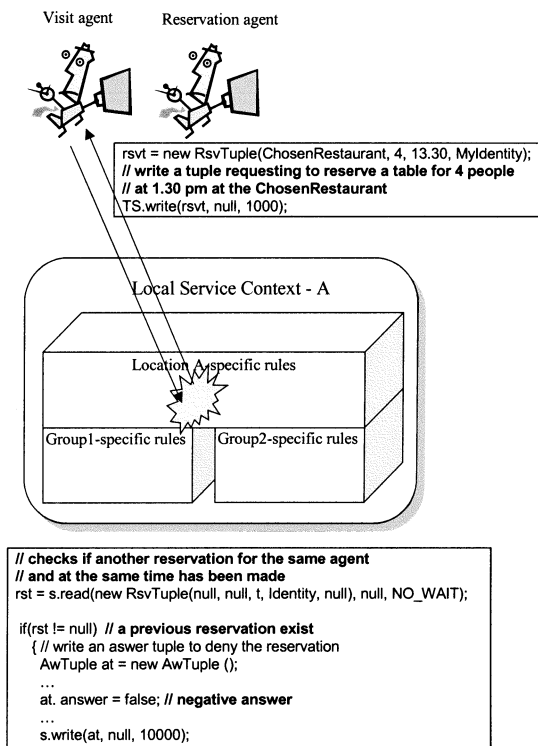 Visit agent
Reservation agent
rsvt = new RsvTuple(ChosenRestaurant, 4, 13.30, MyIdentity);
// write a tuple requesting to reserve a table for 4 people
// at 1.30 pm at the ChosenRestaurant
TS.write(rsvt, null, 1000);
Local Service Context - A
Location A-specific rules
Group1-specific rules
Group2-specific rules
// checks if another reservation for the same agent
// and at the same time has been made
rst = s.read(new RsvTuple(null, null, t, Identity, null), null, NO_WAIT);
if(rst != null) // a previous reservation exist
{ // write an aswer tuple to deny the reservation
AwTuple at = new AwTuple ();
...
at. answer = false; // negative answer
...
s.write(at, null, 10000);